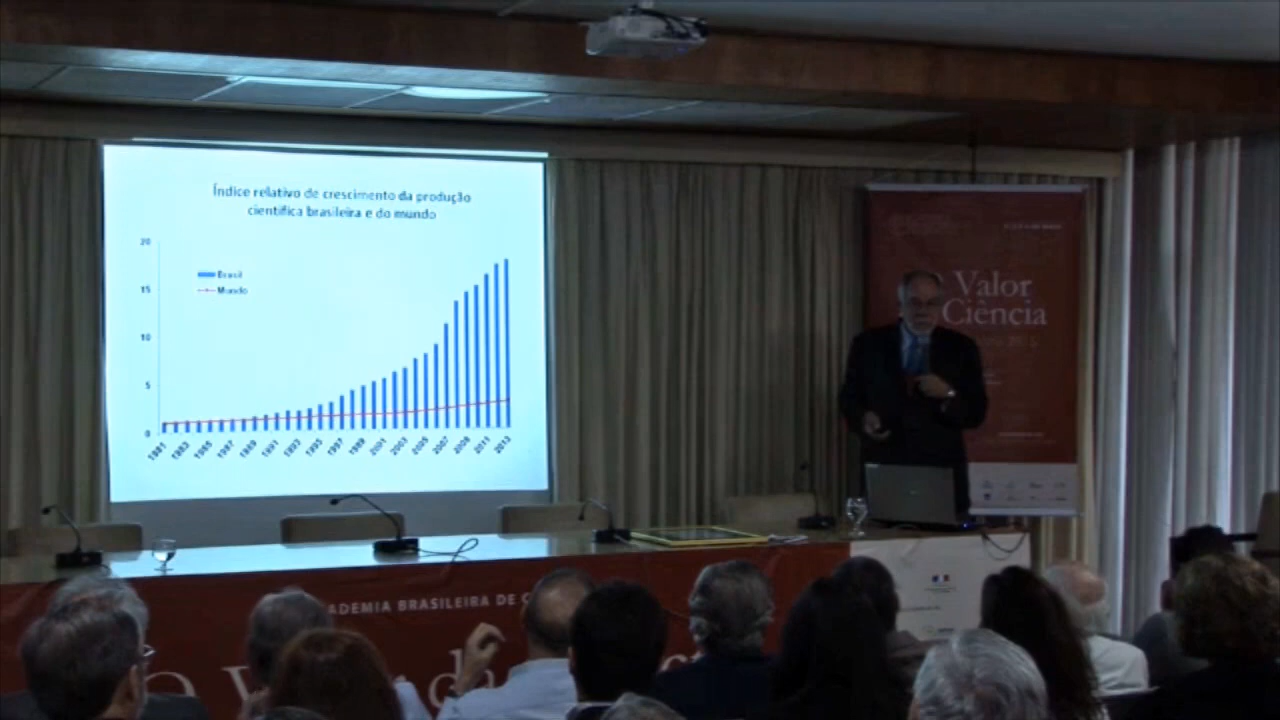 Índice relativo de crescimento da produção
científica brasileira e do mundo
20
15
10
5
0
Brasil
Mundo
1981
1983
1985
1987
1989
1991
1993
1995
1997
1999
2001
2003
2005
2007
2009
2011
2013
Valor
Ciência
ADEMIA BRASILEIRA DE C
O V